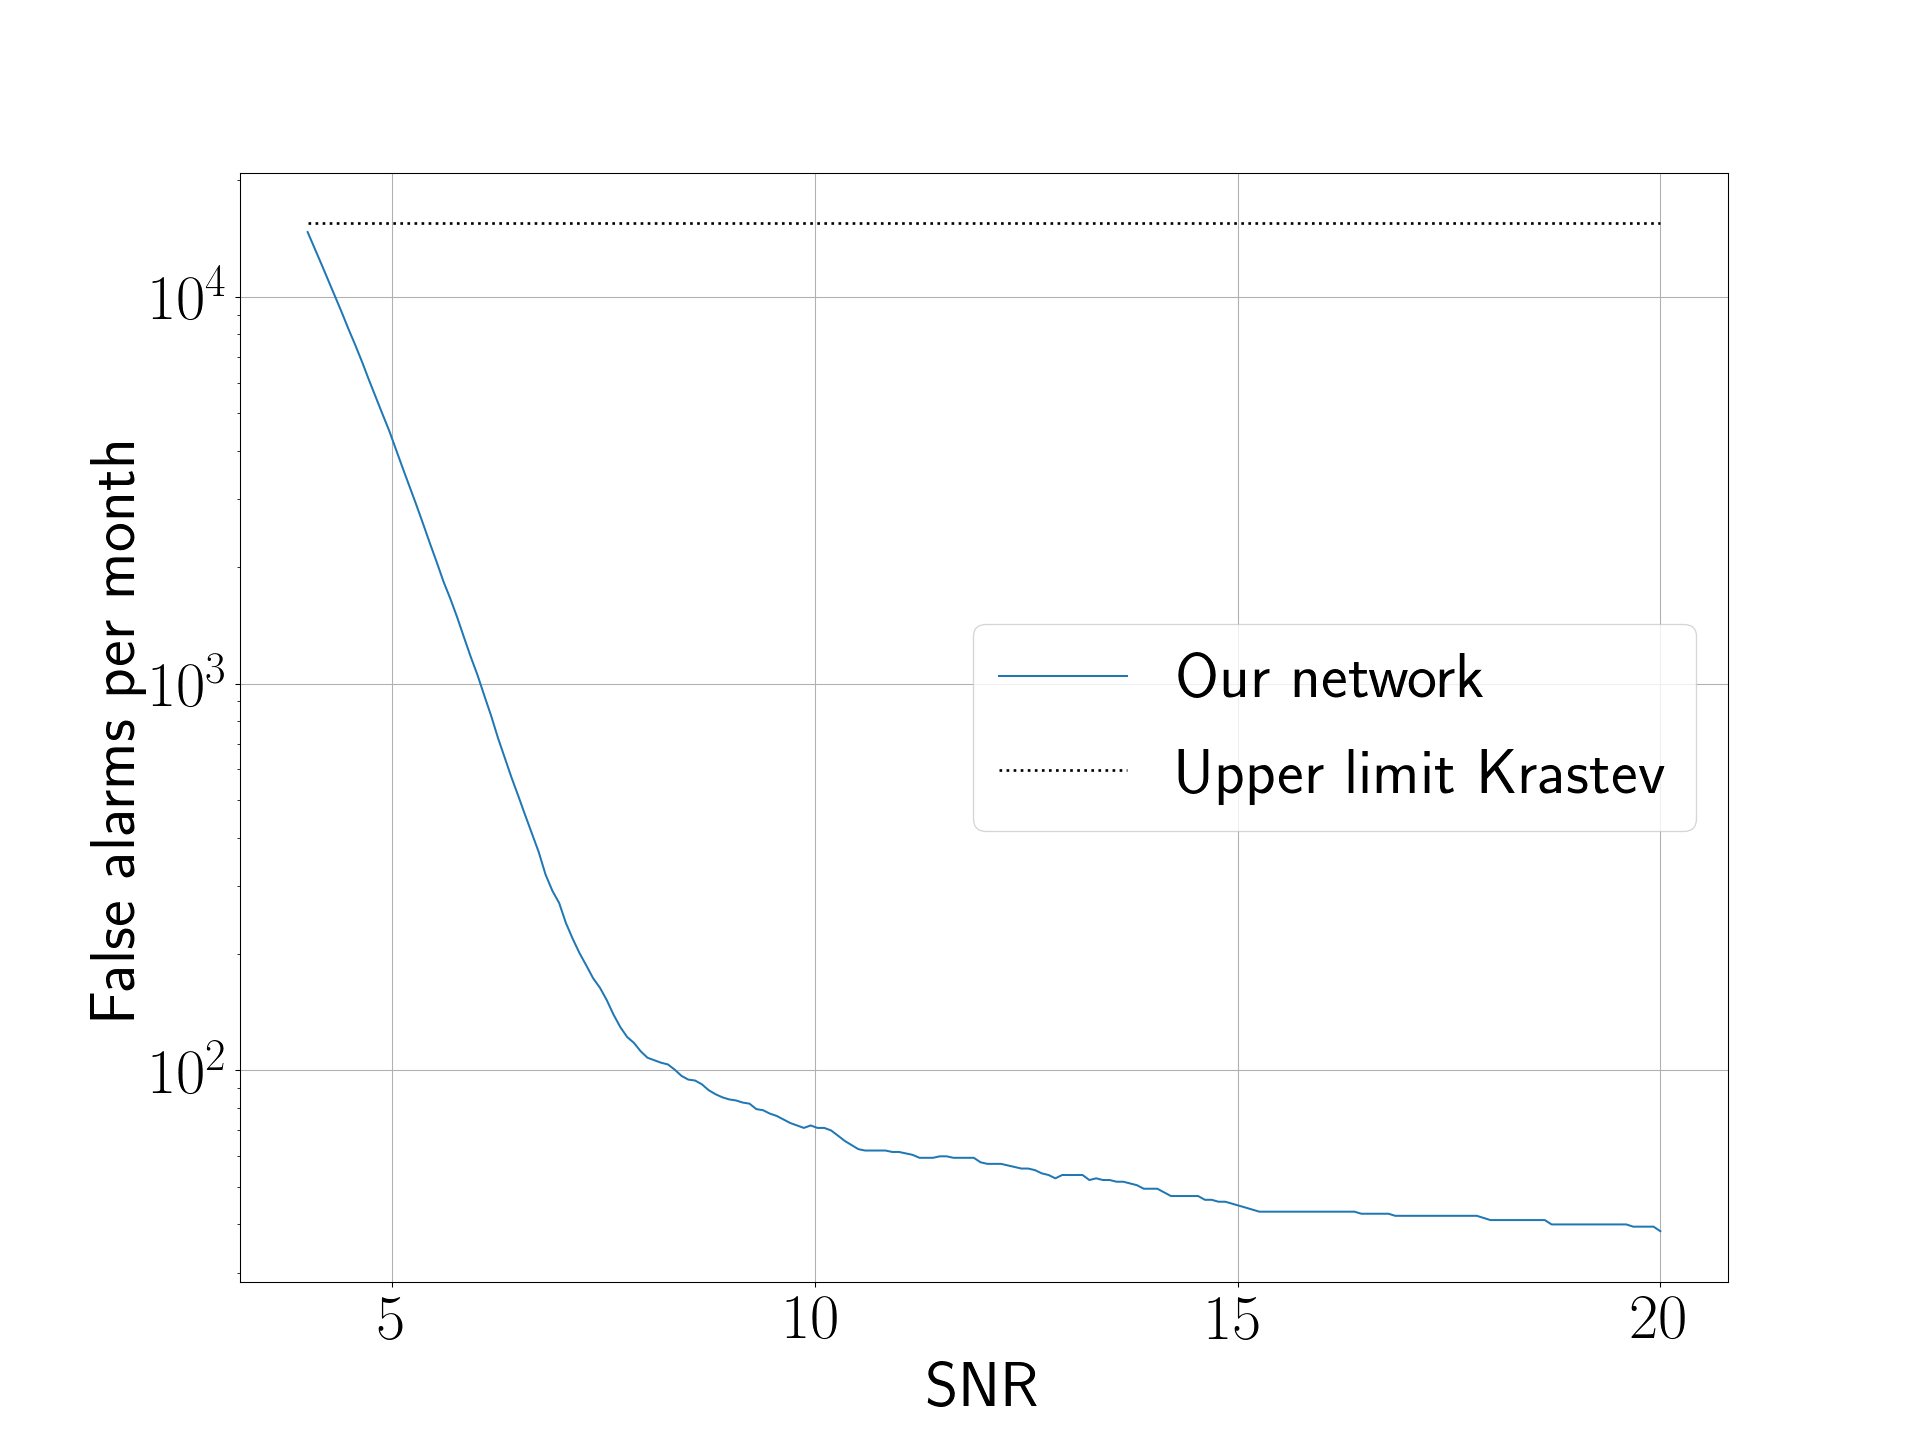 False alarms per month
10^4
10^3
10^2
Our network
Upper limit Krastev
5 10 15 20
SNR